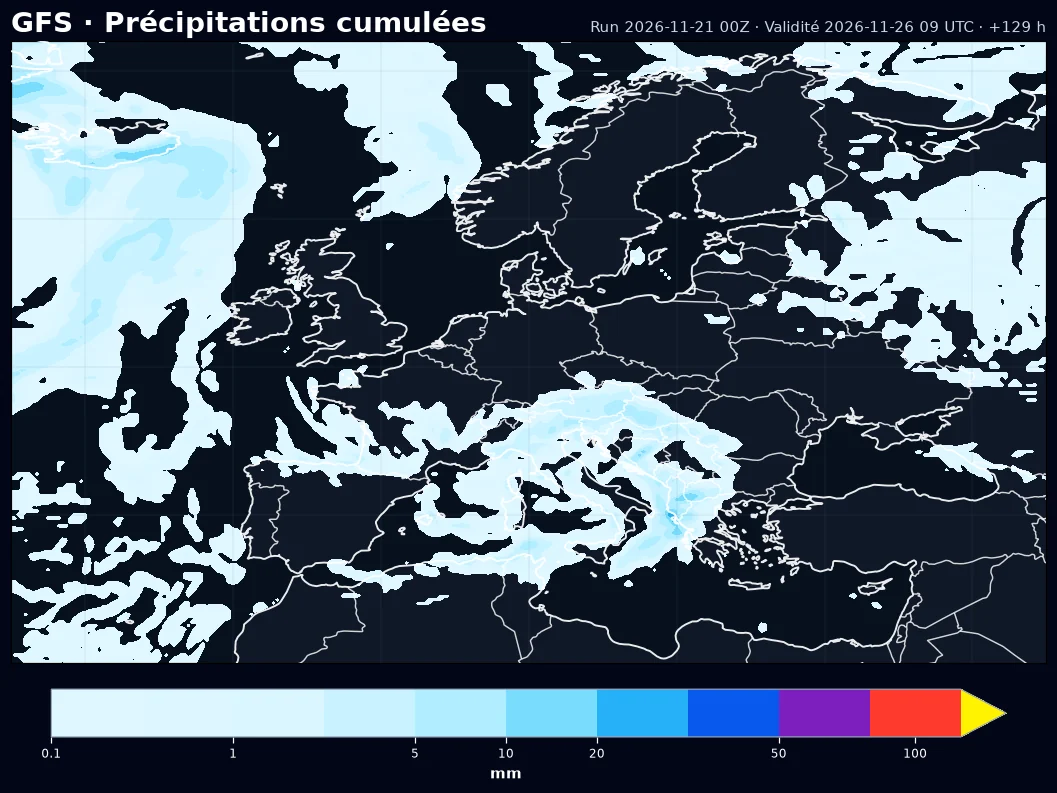 GFS · Précipitations cumulées
Run 2026-11-21 00Z · Validité 2026-11-26 09 UTC · +129 h
0.1 1 5 10 20 50 100
mm